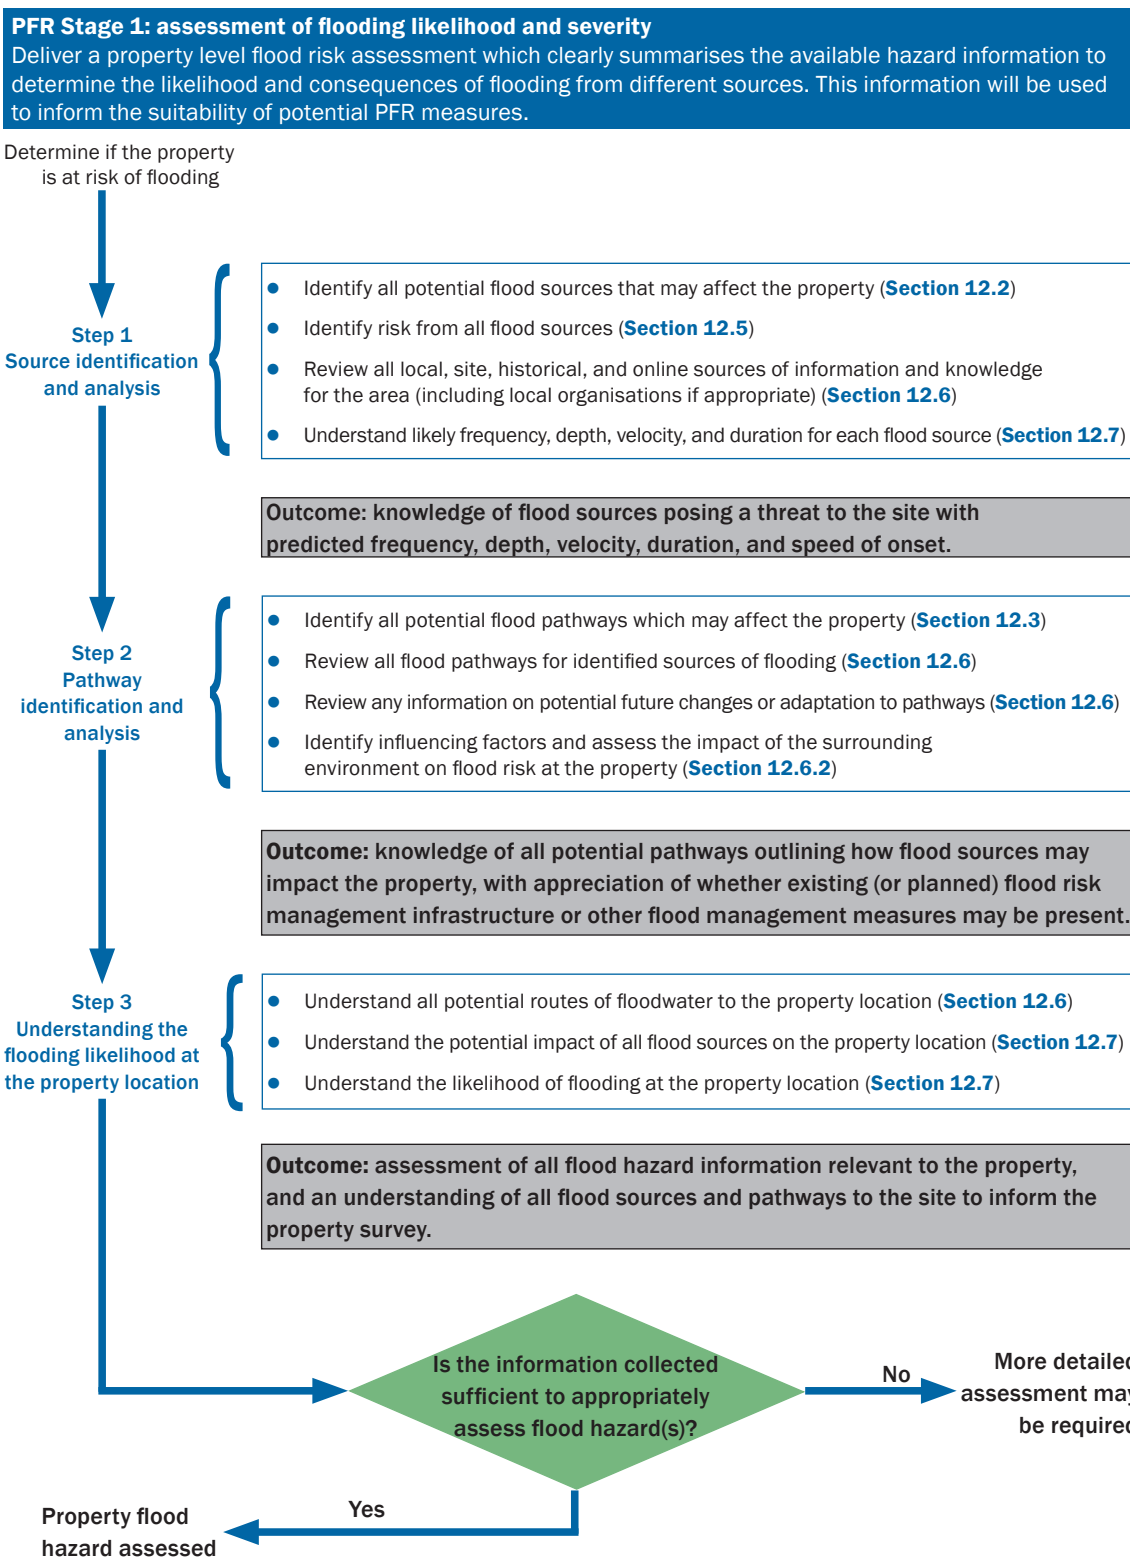 PFR Stage 1: assessment of flooding likelihood and severity
Deliver a property level flood risk assessment which clearly summarises the available hazard information to
determine the likelihood and consequences of flooding from different sources. This information will be used
to inform the suitability of potential PFR measures.
Determine if the property
is at risk of flooding
Step 1
Source identification
and analysis
● Identify all potential flood sources that may affect the property (Section 12.2)
● Identify risk from all flood sources (Section 12.5)
● Review all local, site, historical, and online sources of information and knowledge
for the area (including local organisations if appropriate) (Section 12.6)
● Understand likely frequency, depth, velocity, and duration for each flood source (Section 12.7)
Outcome: knowledge of flood sources posing a threat to the site with
predicted frequency, depth, velocity, duration, and speed of onset.
Step 2
Pathway
identification and
analysis
● Identify all potential flood pathways which may affect the property (Section 12.3)
● Review all flood pathways for identified sources of flooding (Section 12.6)
● Review any information on potential future changes or adaptation to pathways (Section 12.6)
● Identify influencing factors and assess the impact of the surrounding
environment on flood risk at the property (Section 12.6.2)
Outcome: knowledge of all potential pathways outlining how flood sources may
impact the property, with appreciation of whether existing (or planned) flood risk
management infrastructure or other flood management measures may be present.
Step 3
Understanding the
flooding likelihood at
the property location
● Understand all potential routes of floodwater to the property location (Section 12.6)
● Understand the potential impact of all flood sources on the property location (Section 12.7)
● Understand the likelihood of flooding at the property location (Section 12.7)
Outcome: assessment of all flood hazard information relevant to the property,
and an understanding of all flood sources and pathways to the site to inform the
property survey.
Is the information collected
sufficient to appropriately
assess flood hazard(s)?
No
More detailed
assessment may
be required
Yes
Property flood
hazard assessed